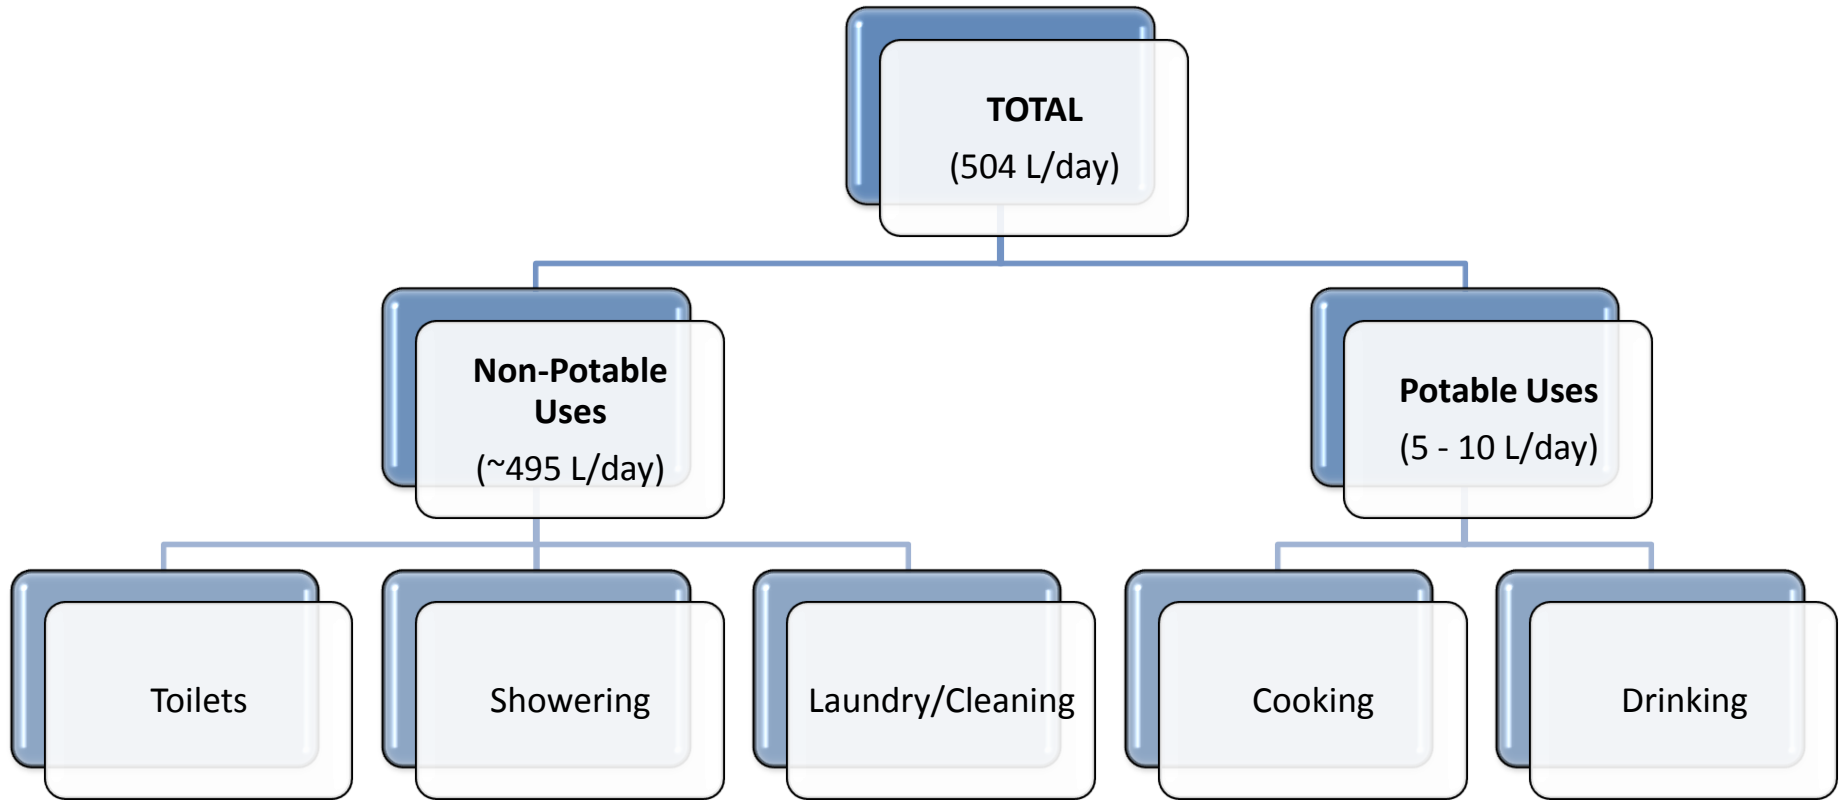 TOTAL
(504 L/day)
Non-Potable
Uses
(~495 L/day)
Potable Uses
(5 - 10 L/day)
Toilets
Showering
Laundry/Cleaning
Cooking
Drinking